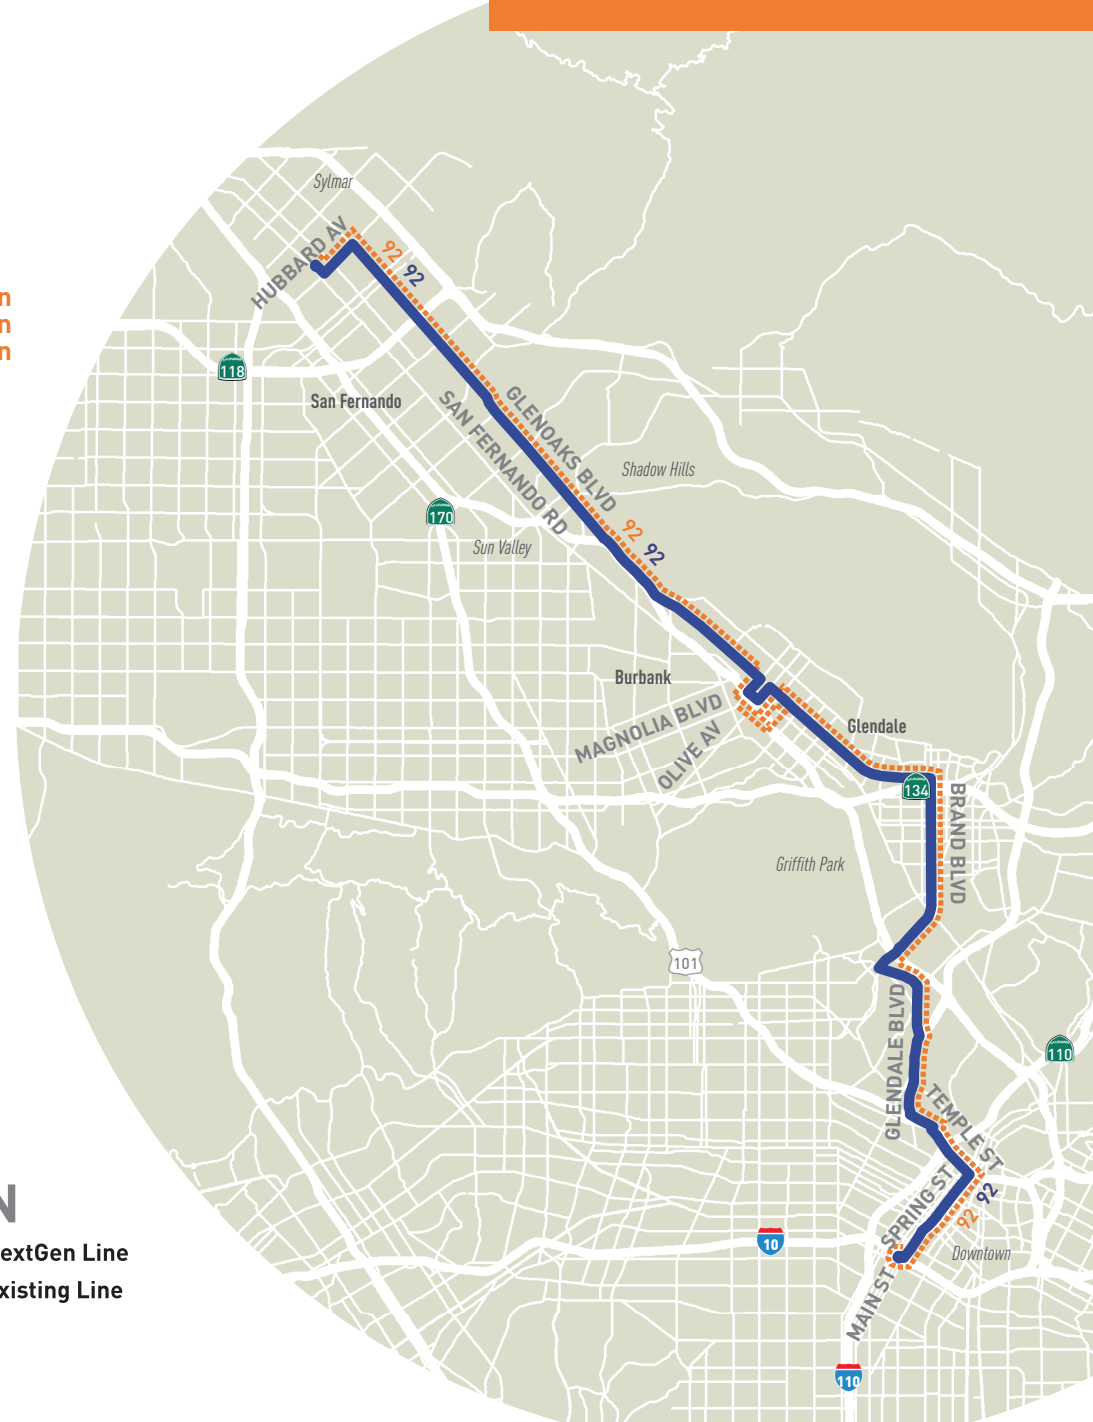 Sylmar
HUBBARD AV
92
92
n
n
n
118
San Fernando
GLENOAKS BLVD
SAN FERNANDO RD
Shadow Hills
170
Sun Valley
92
92
Burbank
MAGNOLIA BLVD
OLIVE AV
Glendale
134
BRAND BLVD
Griffith Park
101
GLENDALE BLVD
110
TEMPLE ST
N
SPRING ST
92
92
extGen Line
10
Downtown
xisting Line
MAIN ST
110